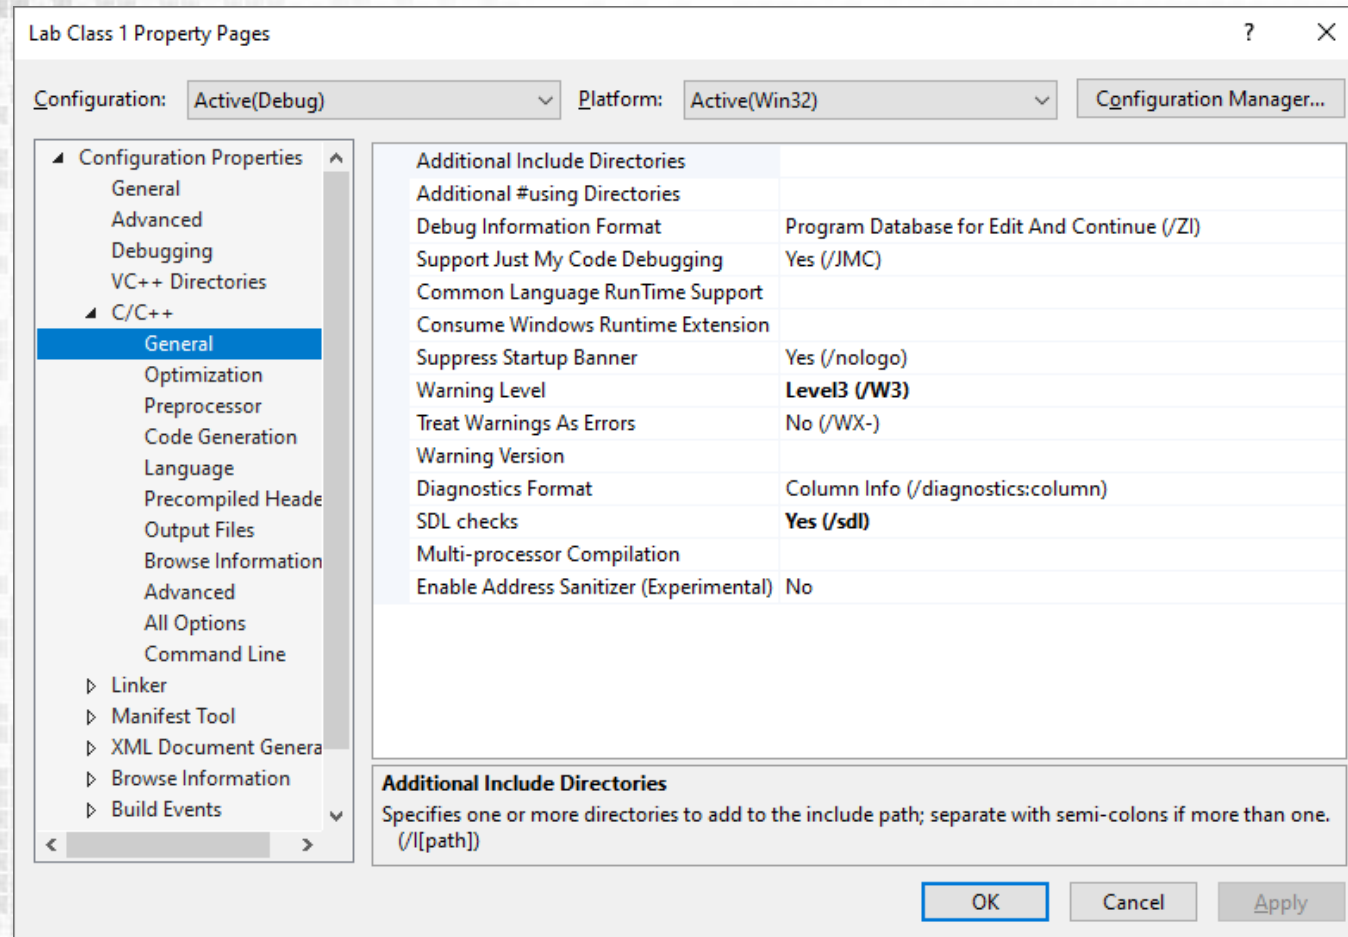 Lab Class 1 Property Pages
?
Configuration: Active(Debug) Platform: Active(Win32) Configuration Manager...
Configuration Properties
General
Advanced
Debugging
VC++ Directories
C/C++
General
Optimization
Preprocessor
Code Generation
Language
Precompiled Heade
Output Files
Browse Information
Advanced
All Options
Command Line
Linker
Manifest Tool
XML Document Genera
Browse Information
Build Events
Additional Include Directories
Additional #using Directories
Debug Information Format Program Database for Edit And Continue (/ZI)
Support Just My Code Debugging Yes (/JMC)
Common Language RunTime Support
Consume Windows Runtime Extension
Suppress Startup Banner Yes (/nologo)
Warning Level Level3 (/W3)
Treat Warnings As Errors No (/WX-)
Warning Version
Diagnostics Format Column Info (/diagnostics:column)
SDL checks Yes (/sdl)
Multi-processor Compilation
Enable Address Sanitizer (Experimental) No
Additional Include Directories
Specifies one or more directories to add to the include path; separate with semi-colons if more than one.
(/I[path])
OK Cancel Apply